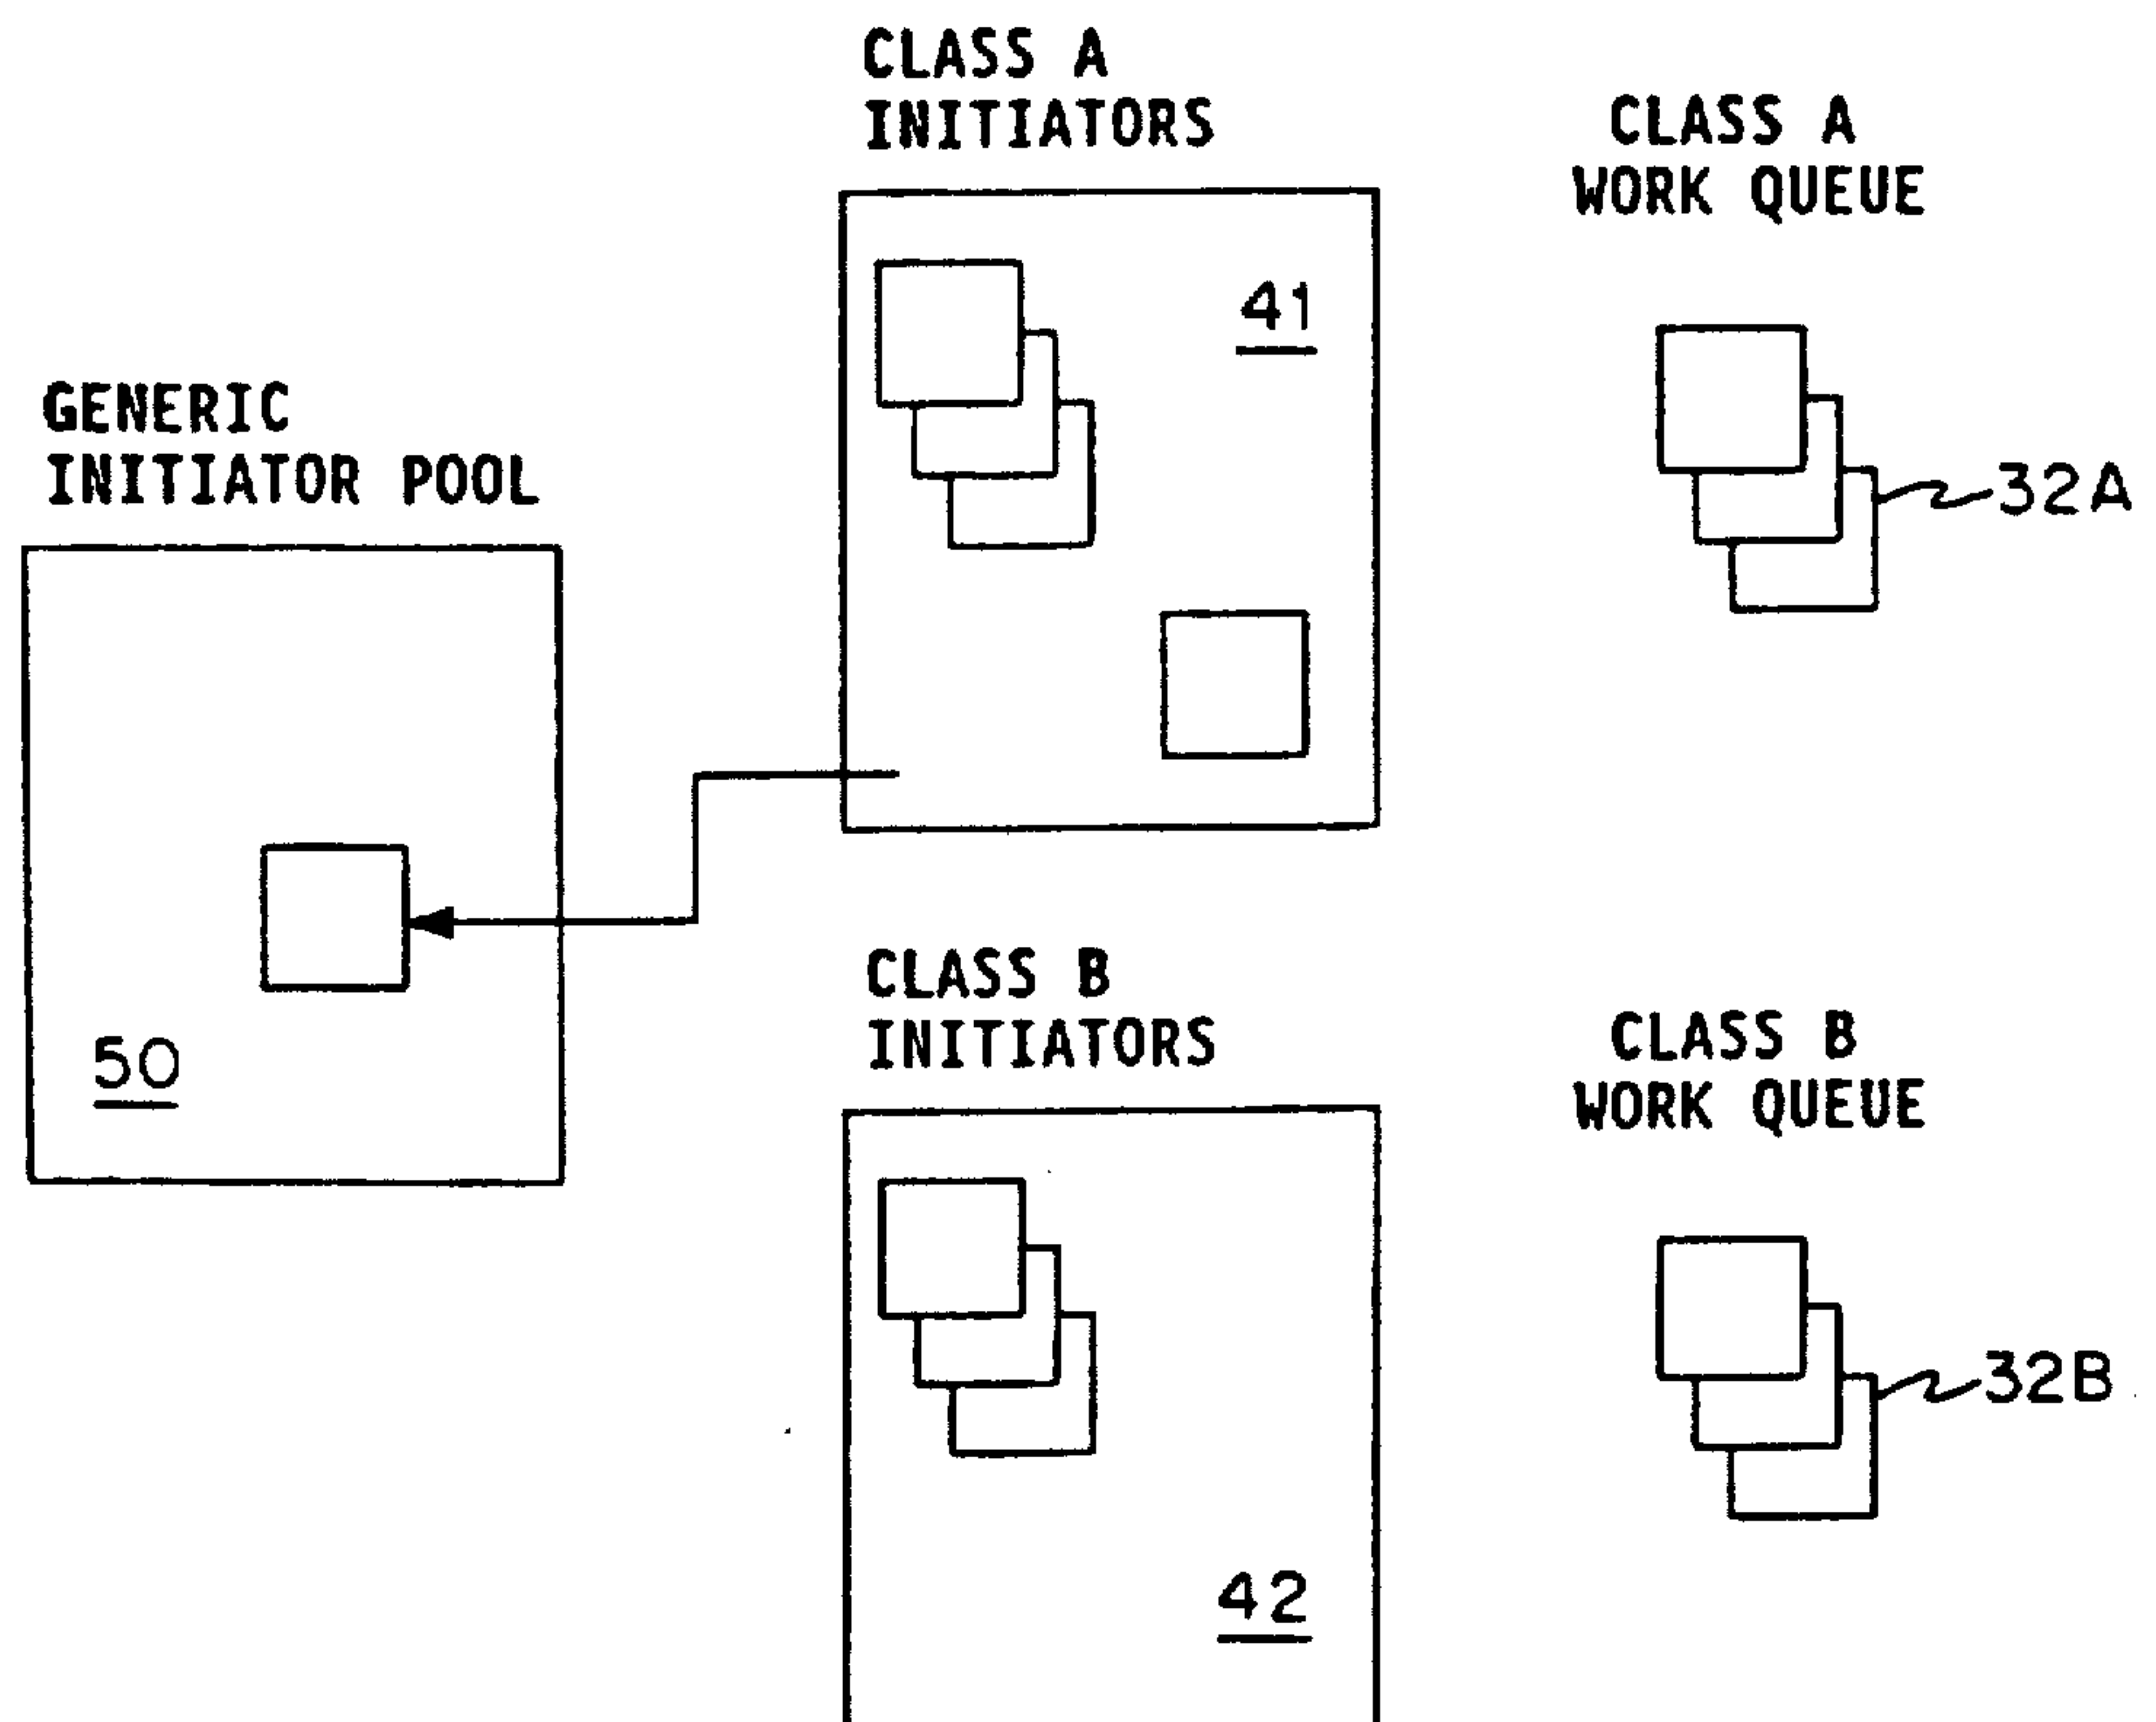 CLASS A
INITIATORS
CLASS A
WORK QUEUE
41
32A
GENERIC
INITIATOR POOL
50
CLASS B
INITIATORS
CLASS B
WORK QUEUE
32B
42